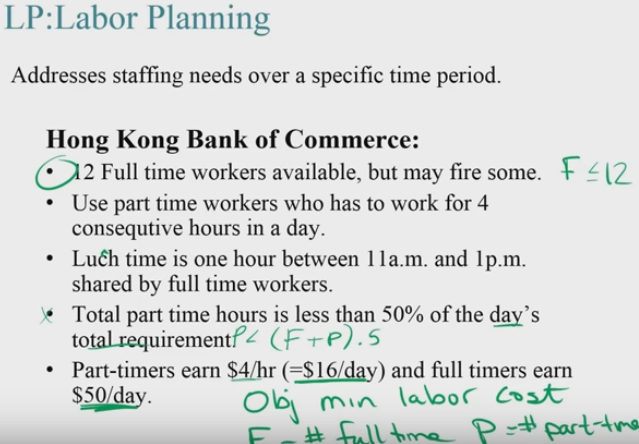 LP:Labor Planning
Addresses staffing needs over a specific time period.
Hong Kong Bank of Commerce:
• 12 Full time workers available, but may fire some. F ≤ 12
• Use part time workers who has to work for 4
consequtive hours in a day.
• Luch time is one hour between 11a.m. and 1p.m.
shared by full time workers.
• Total part time hours is less than 50% of the day's
total requirement P < (F+P).5
• Part-timers earn $4/hr (=$16/day) and full timers earn
$50/day. Obj min labor cost
F = # full time P = # part-time